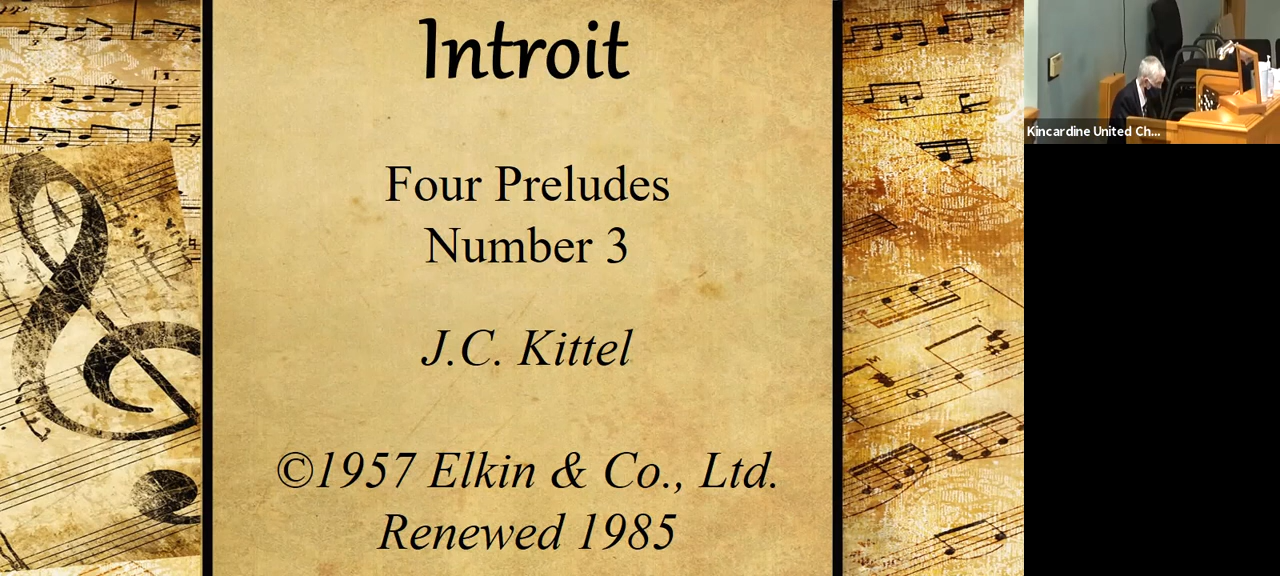 Introit
Four Preludes
Number 3
J.C. Kittel
©1957 Elkin & Co., Ltd.
Renewed 1985
Kincardine United Ch...